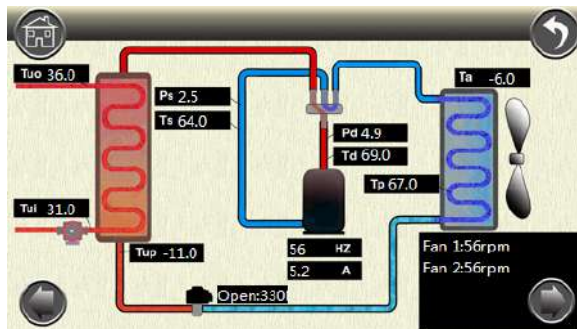 Tuo 36.0
Ta -6.0
Ps 2.5
Ts 64.0
Pd 4.9
Td 69.0
Tp 67.0
Tui 31.0
Tup -11.0
56 HZ
5.2 A
Fan 1:56rpm
Fan 2:56rpm
Open:330